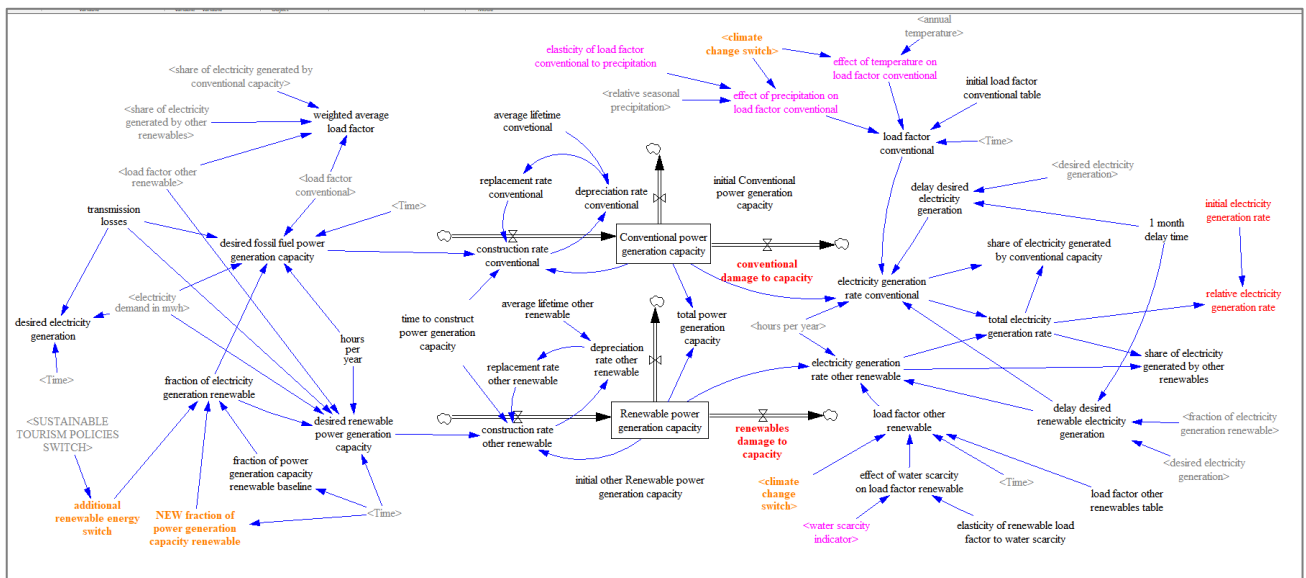 <annual
temperature>
<climate
change switch>
elasticity of load factor
conventional to precipitation
effect of temperature on
load factor conventional
<share of electricity generated by
conventional capacity>
<relative seasonal
precipitation>
effect of precipitation on
load factor conventional
initial load factor
conventional table
<share of electricity
generated by other
renewables>
weighted average
load factor
average lifetime
convetional
load factor
conventional
<Time>
<load factor other
renewable>
<load factor
conventional>
replacement rate
conventional
depreciation rate
conventional
initial Conventional
power generation
capacity
delay desired
electricity
generation
<desired electricity
generation>
transmission
losses
<Time>
1 month
delay time
initial electricity
generation rate
desired fossil fuel power
generation capacity
construction rate
conventional
Conventional power
generation capacity
conventional
damage to capacity
share of electricity generated
by conventional capacity
electricity generation
rate conventional
relative electricity
generation rate
<electricity
demand in mwh>
average lifetime other
renewable
time to construct
power generation
capacity
total power
generation
capacity
<hours per year>
total electricity
generation rate
desired electricity
generation
hours
per
year
depreciation
rate other
renewable
replacement rate
other renewable
electricity generation
rate other renewable
share of electricity
generated by other
renewables
<Time>
fraction of electricity
generation renewable
desired renewable
power generation
capacity
construction rate
other renewable
Renewable power
generation capacity
renewables
damage to
capacity
load factor other
renewable
delay desired
renewable electricity
generation
<fraction of electricity
generation renewable>
<SUSTAINABLE
TOURISM POLICIES
SWITCH>
fraction of power
generation capacity
renewable baseline
initial other Renewable power
generation capacity
<climate
change
switch>
effect of water scarcity
on load factor renewable
<Time>
<desired electricity
generation>
additional
renewable energy
switch
NEW fraction of
power generation
capacity renewable
<Time>
load factor other
renewables table
<water scarcity
indicator>
elasticity of renewable load
factor to water scarcity